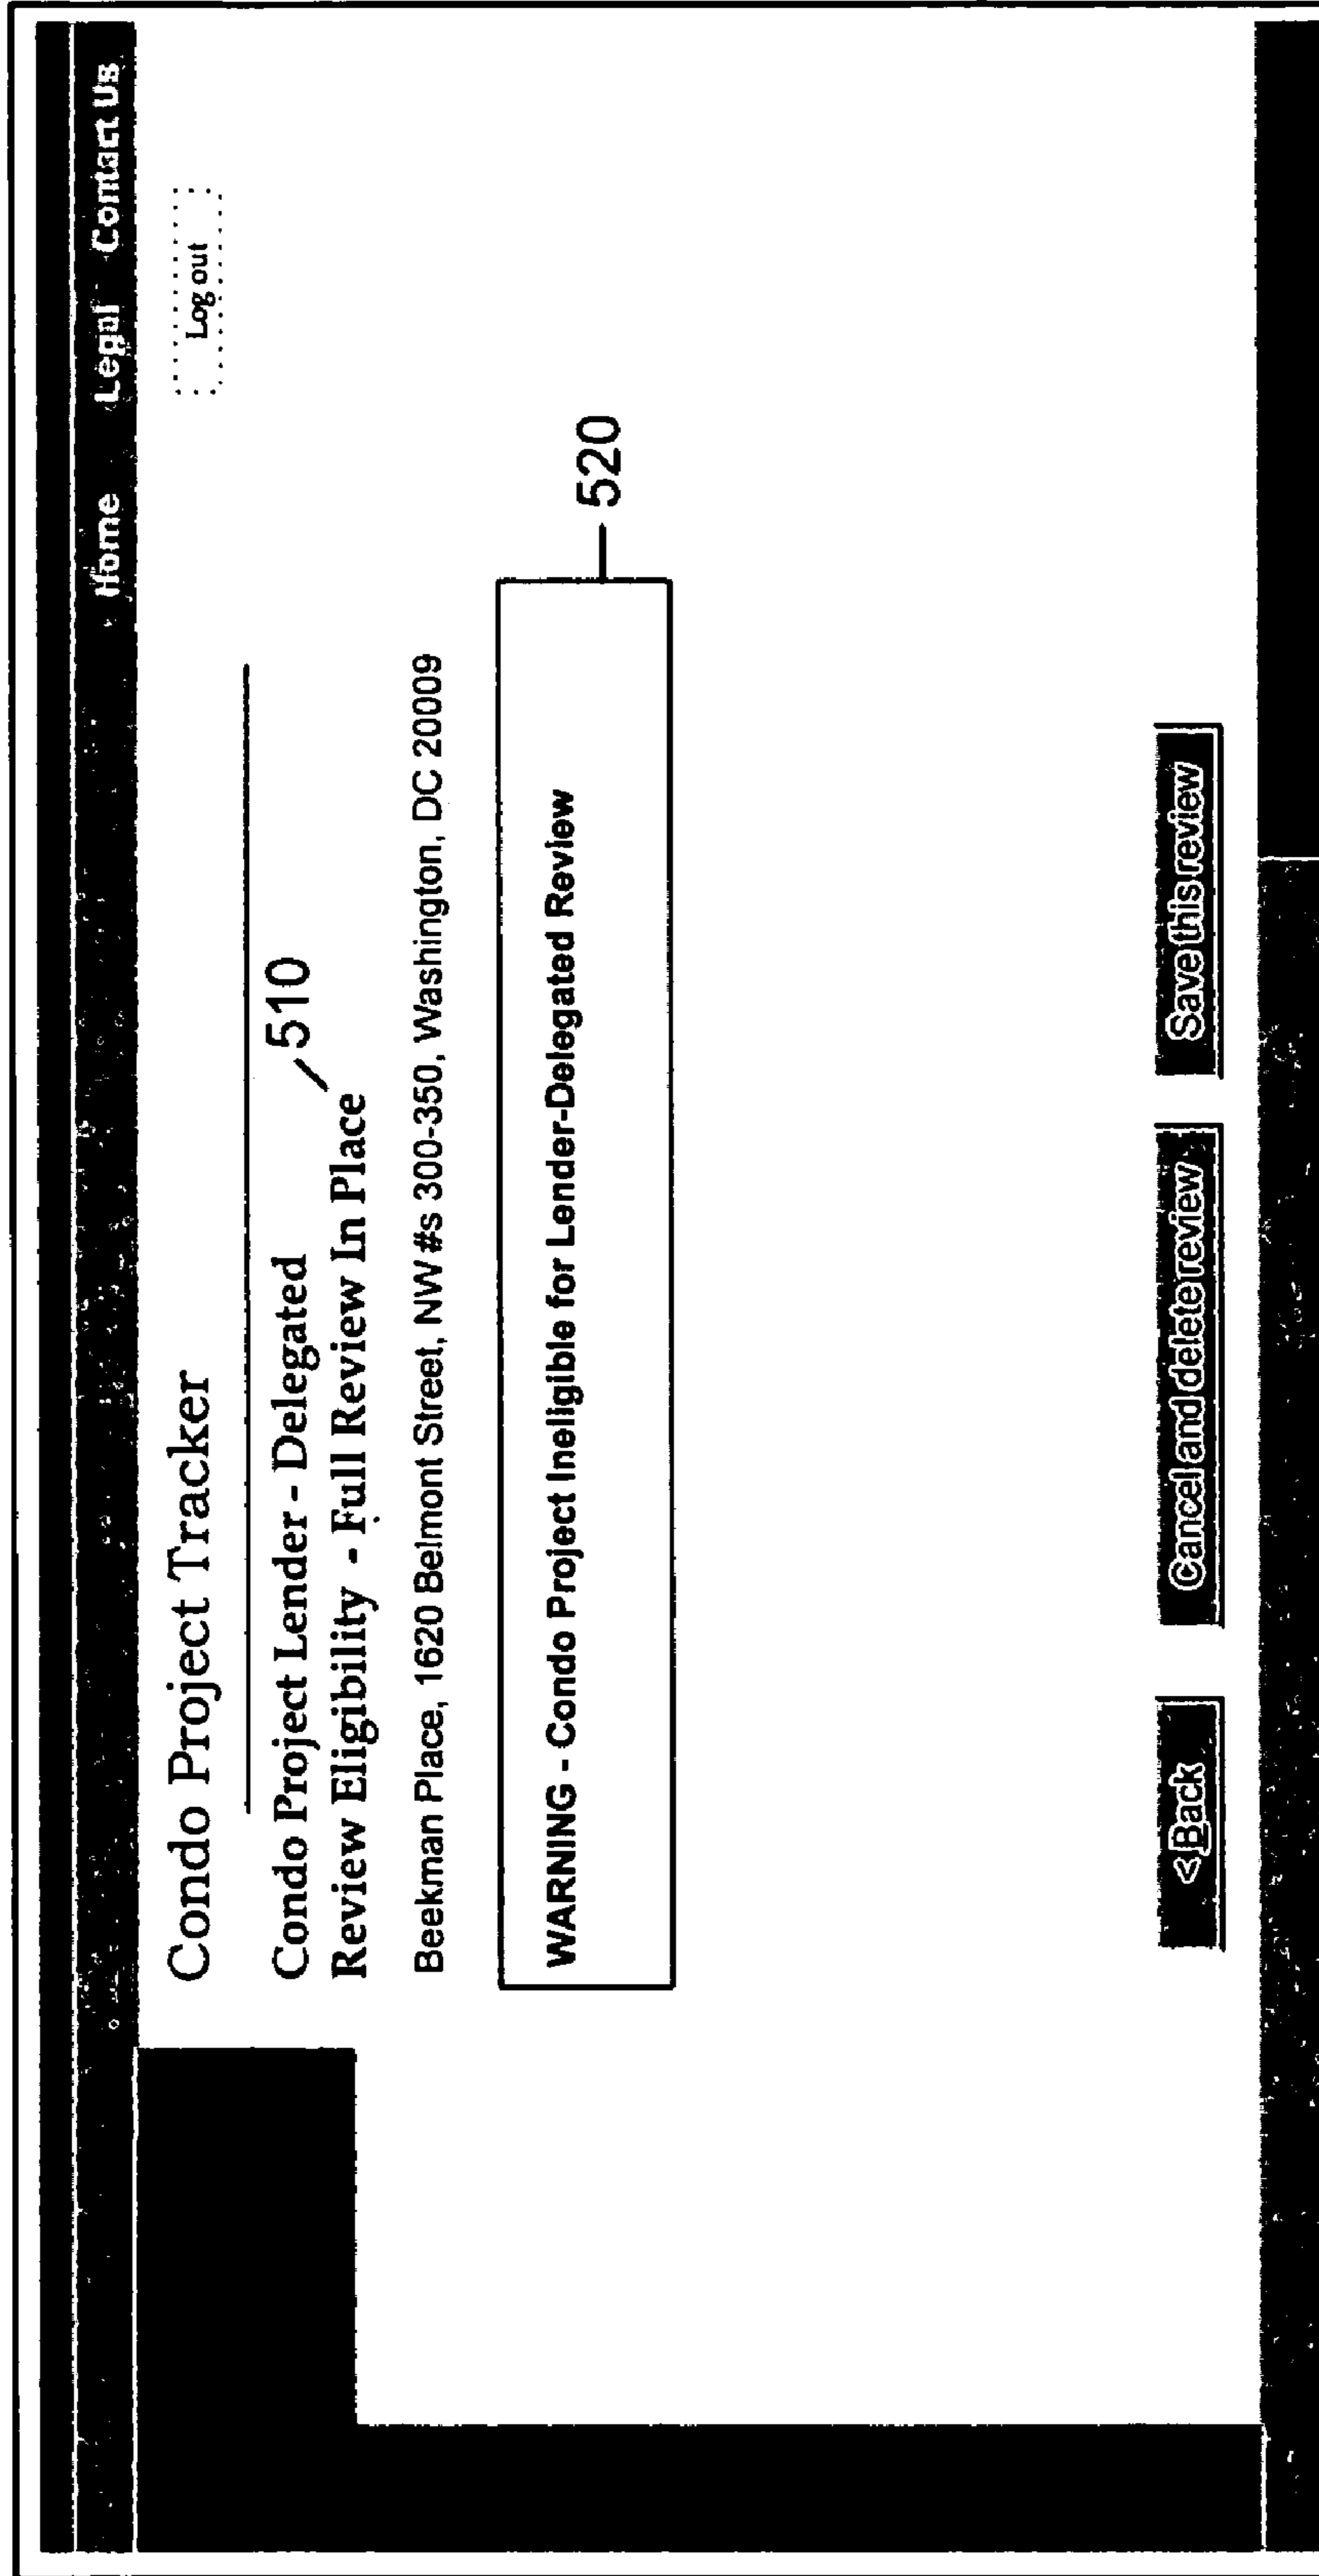 Home Legal Contact Us
Condo Project Tracker
Log out
Condo Project Lender - Delegated
Review Eligibility - Full Review In Place
510
Beekman Place, 1620 Belmont Street, NW #s 300-350, Washington, DC 20009
WARNING - Condo Project Ineligible for Lender-Delegated Review
520
< Back
Cancel and delete review
Save this review